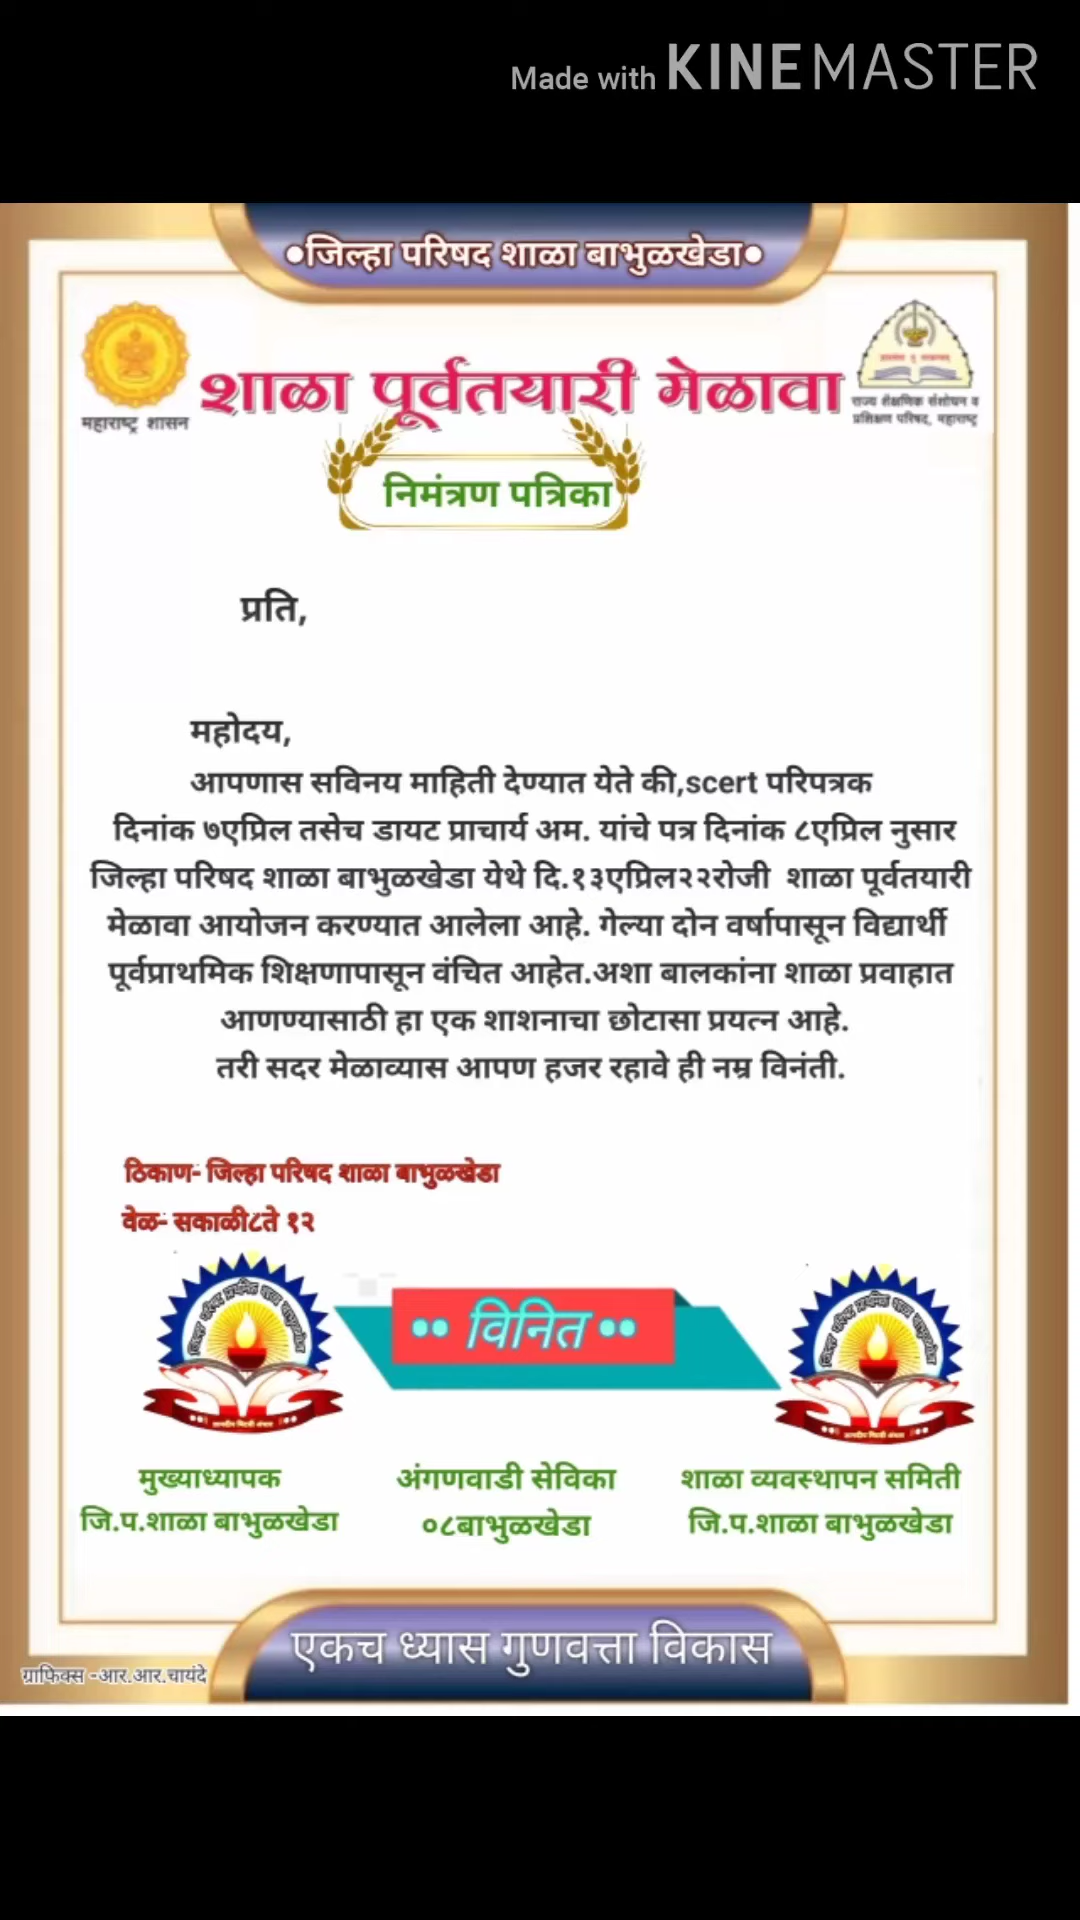 Made with KINEMASTER
•जिल्हा परिषद शाळा बाभुळखेडा•
महाराष्ट्र शासन
शाळा पूर्वतयारी मेळावा
राज्य शैक्षणिक संशोधन व
प्रशिक्षण परिषद, महाराष्ट्र
निमंत्रण पत्रिका
प्रति,
महोदय,
आपणास सविनय माहिती देण्यात येते की,scert परिपत्रक
दिनांक ७एप्रिल तसेच डायट प्राचार्य अम. यांचे पत्र दिनांक ८एप्रिल नुसार
जिल्हा परिषद शाळा बाभुळखेडा येथे दि.१३एप्रिल२२रोजी शाळा पूर्वतयारी
मेळावा आयोजन करण्यात आलेला आहे. गेल्या दोन वर्षापासून विद्यार्थी
पूर्वप्राथमिक शिक्षणापासून वंचित आहेत.अशा बालकांना शाळा प्रवाहात
आणण्यासाठी हा एक शाशनाचा छोटासा प्रयत्न आहे.
तरी सदर मेळाव्यास आपण हजर रहावे ही नम्र विनंती.
ठिकाण- जिल्हा परिषद शाळा बाभुळखेडा
वेळ- सकाळी८ते १२
•• विनित ••
मुख्याध्यापक
जि.प.शाळा बाभुळखेडा
अंगणवाडी सेविका
०८बाभुळखेडा
शाळा व्यवस्थापन समिती
जि.प.शाळा बाभुळखेडा
एकच ध्यास गुणवत्ता विकास
ग्राफिक्स -आर.आर.चायंदे